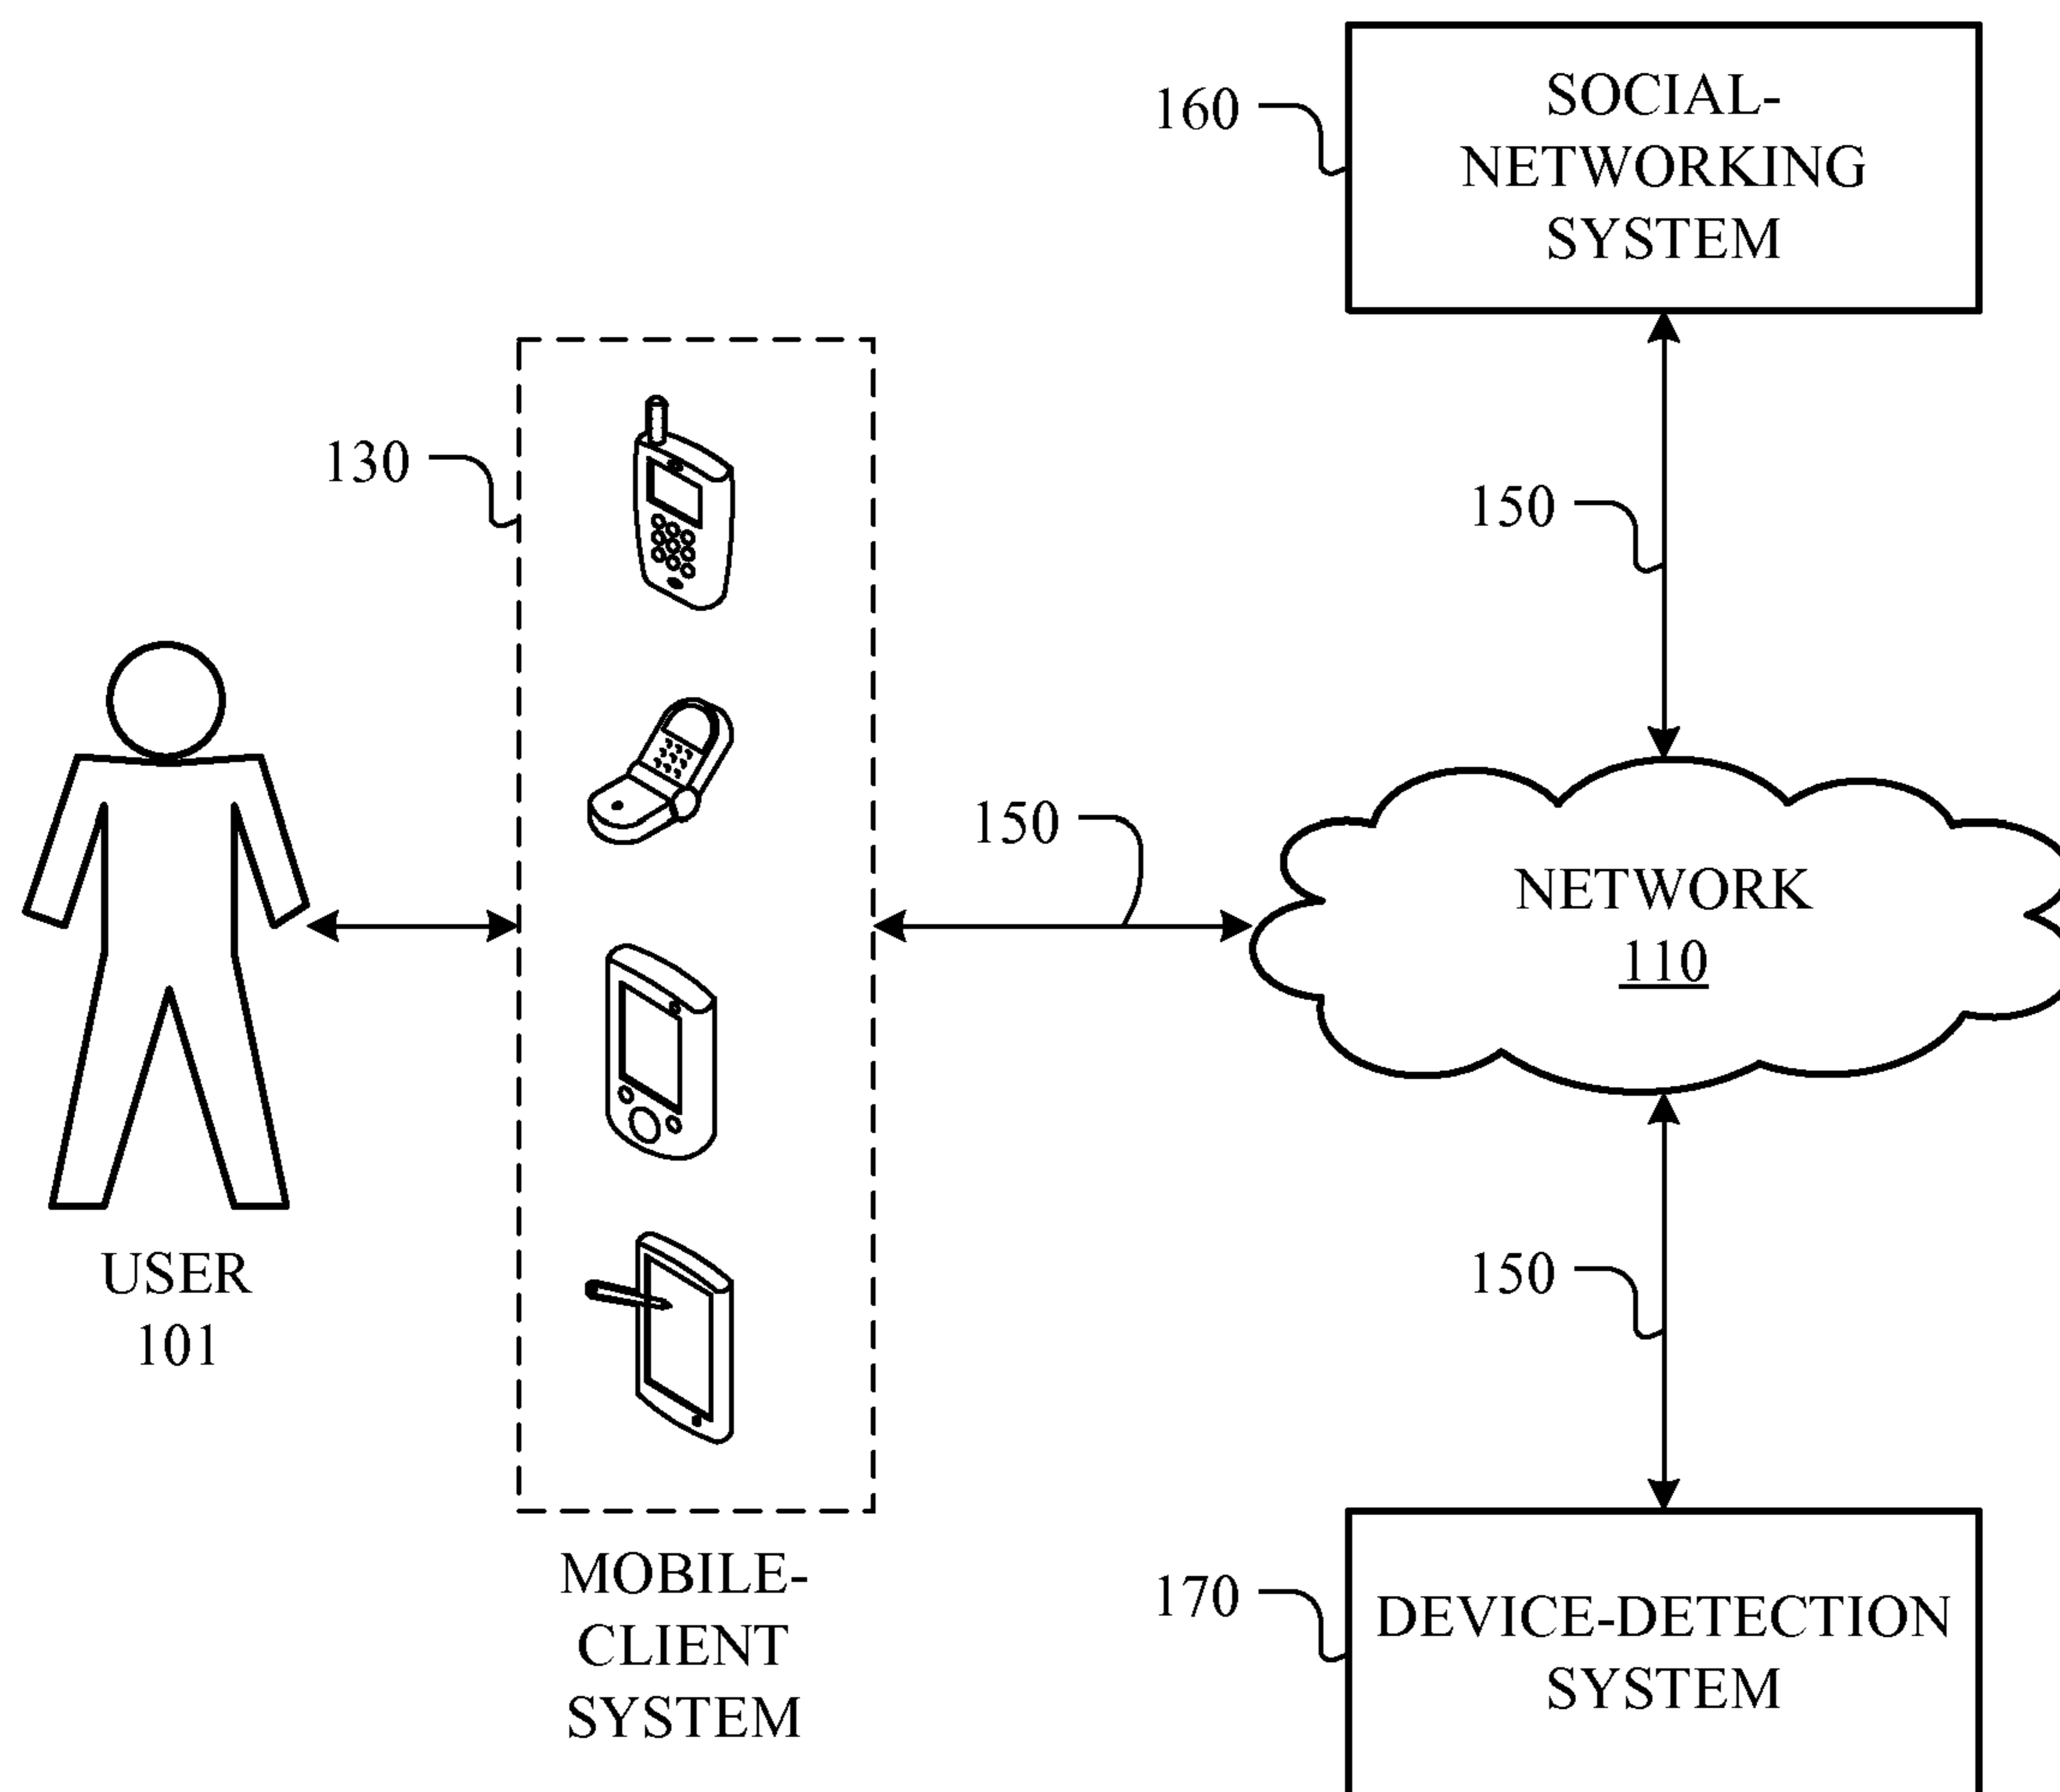 160
SOCIAL-
NETWORKING
SYSTEM
130
150
150
NETWORK
110
USER
101
150
MOBILE-
CLIENT
SYSTEM
170
DEVICE-DETECTION
SYSTEM